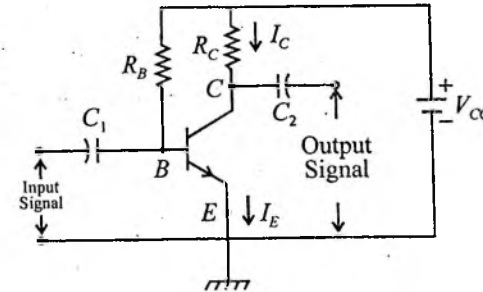 R_B
R_C
I_C
C
C_1
C_2
+
−
V_CC
B
Input
Signal
Output
Signal
E
I_E